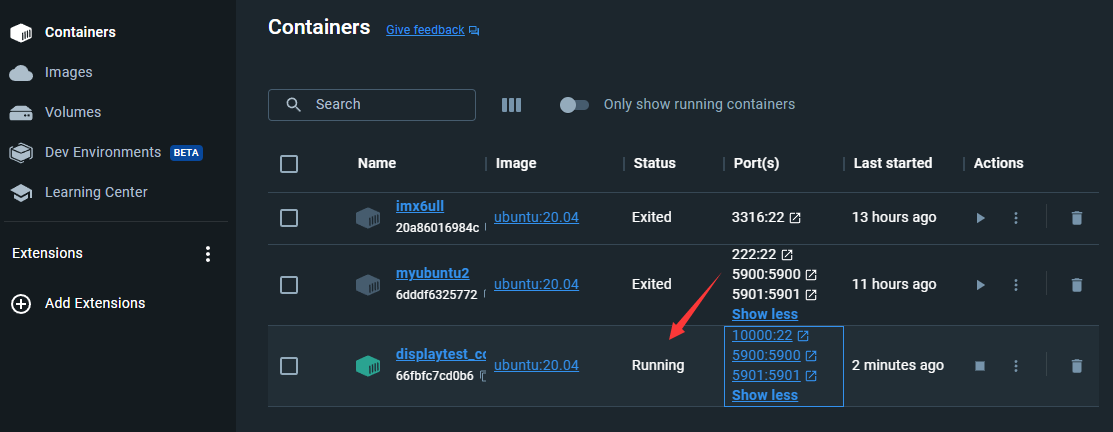 Containers
Images
Volumes
Dev Environments BETA
Learning Center
Extensions
Add Extensions
Containers Give feedback
Search
Only show running containers
Name Image Status Port(s) Last started Actions
imx6ull
20a86016984c
ubuntu:20.04 Exited 3316:22 13 hours ago
myubuntu2
6dddf6325772
ubuntu:20.04 Exited
222:22
5900:5900
5901:5901
Show less
11 hours ago
displaytest_co
66fbfc7cd0b6
ubuntu:20.04 Running
10000:22
5900:5900
5901:5901
Show less
2 minutes ago